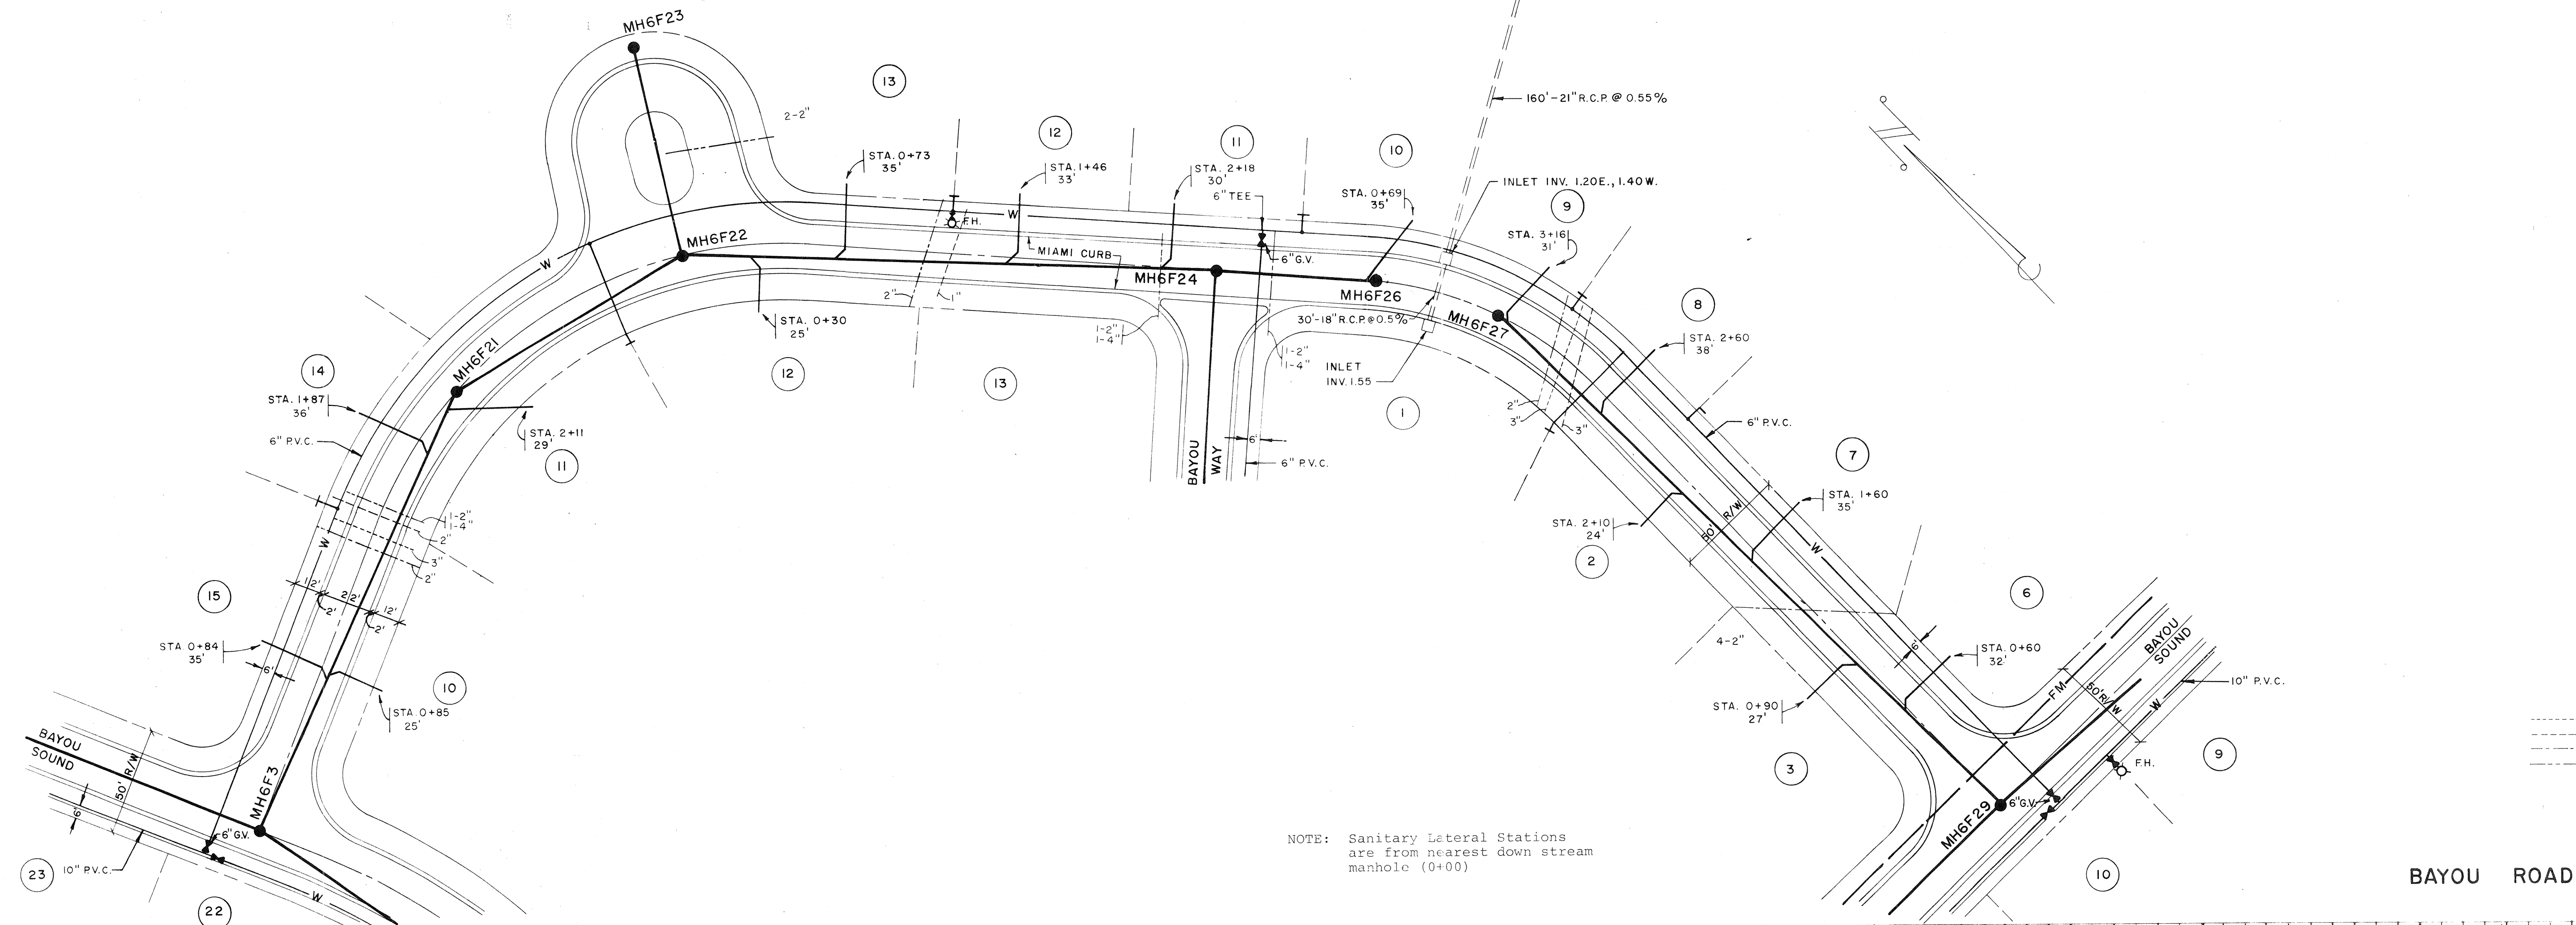 MH6F23
13
2-2"
160'-21" R.C.P. @ 0.55%
12
11
10
STA. 0+73
35'
STA. 1+46
33'
STA. 2+18
30'
6" TEE
STA. 0+69
35'
INLET INV. 1.20E., 1.40W.
9
STA. 3+16
31'
W
F.H.
MH6F22
MIAMI CURB
6" G.V.
MH6F24
MH6F26
W
2"
1"
STA. 0+30
25'
30'-18" R.C.P. @ 0.5%
MH6F27
8
STA. 2+60
38'
1-2"
1-4"
1-2"
1-4"
INLET
INV. 1.55
MH6F21
14
12
13
1
STA. 1+87
36'
2"
3"
3"
6" P.V.C.
6" P.V.C.
STA. 2+11
29'
11
BAYOU
WAY
6'
6" P.V.C.
7
STA. 1+60
35'
50' R/W
STA. 2+10
24'
2
W
1-2"
1-4"
2"
3"
2"
W
15
12'
2'
22'
12'
2'
6
4-2"
6'
STA. 0+84
35'
6'
STA. 0+60
32'
BAYOU
SOUND
10
STA. 0+85
25'
STA. 0+90
27'
FM
50' R/W
W
10" P.V.C.
BAYOU
SOUND
50' R/W
6'
MH6F3
6" G.V.
3
9
F.H.
6" G.V.
MH6F29
23
10" P.V.C.
22
W
NOTE: Sanitary Lateral Stations
are from nearest down stream
manhole (0+00)
10
BAYOU ROAD